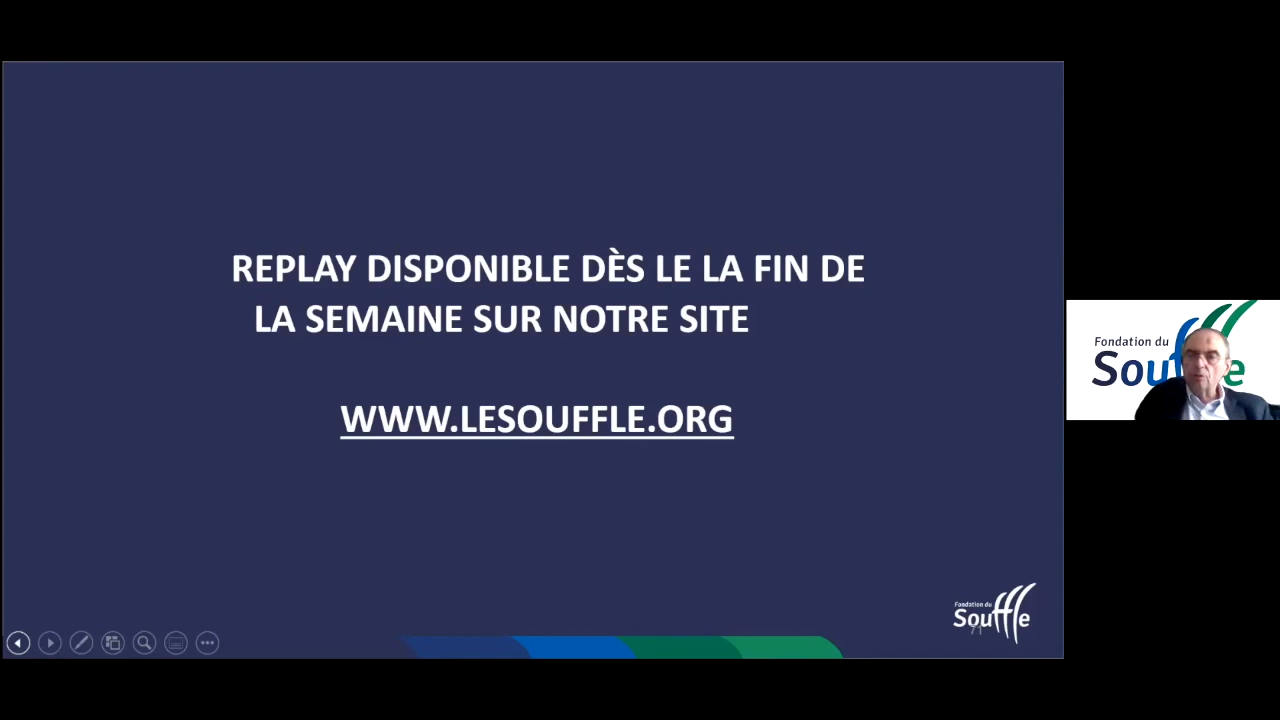 REPLAY DISPONIBLE DÈS LE LA FIN DE
LA SEMAINE SUR NOTRE SITE
WWW.LESOUFFLE.ORG
Fondation du
Souffle
71
Fondation du
Souffle